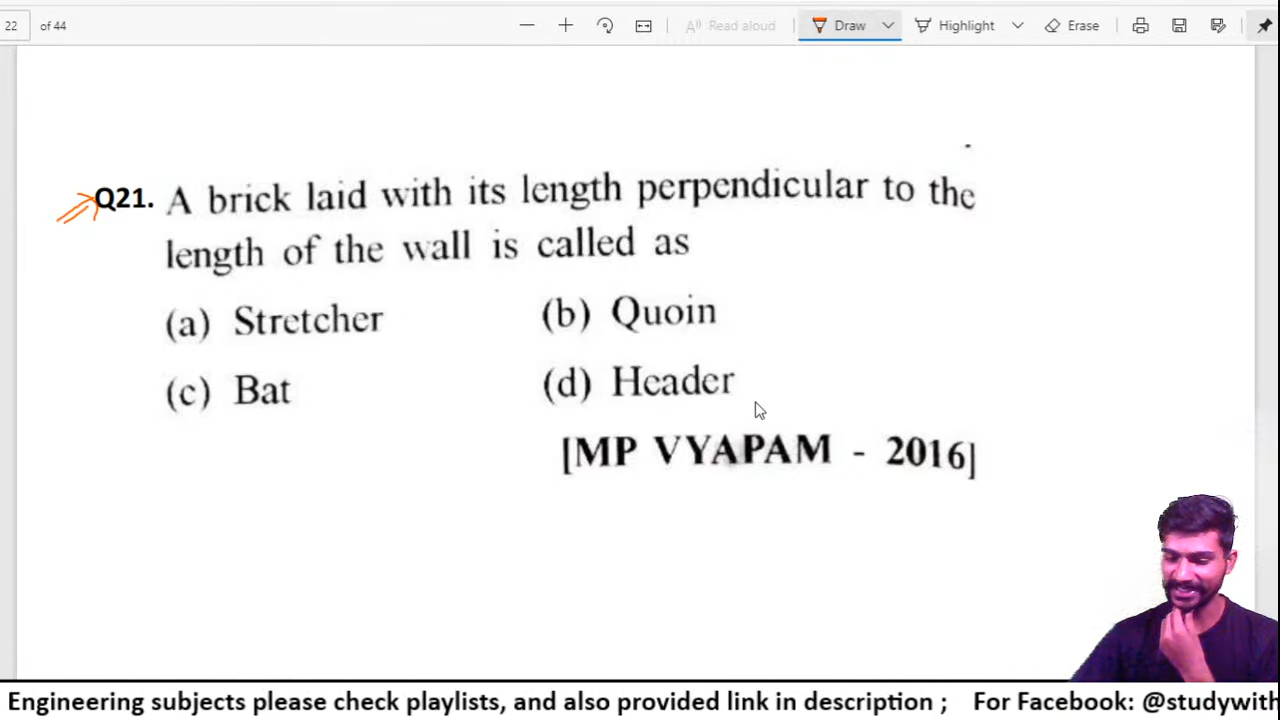 22 of 44
Read aloud
Draw
Highlight
Erase
Q21. A brick laid with its length perpendicular to the
length of the wall is called as
(a) Stretcher (b) Quoin
(c) Bat (d) Header
[MP VYAPAM - 2016]
Engineering subjects please check playlists, and also provided link in description ; For Facebook: @studywith